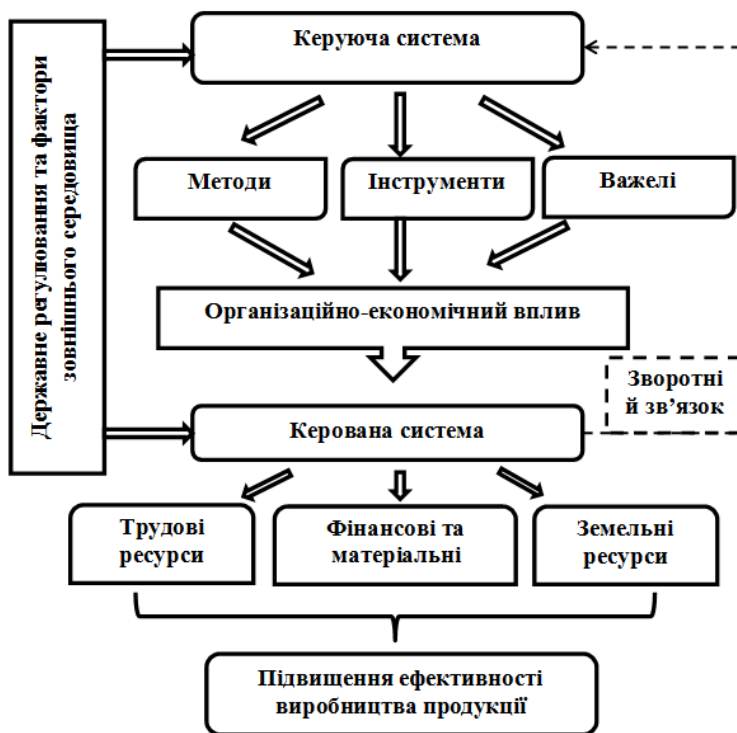 Державне регулювання та фактори
зовнішнього середовища
Керуюча система
Методи
Інструменти
Важелі
Організаційно-економічний вплив
Зворотні
й зв’язок
Керована система
Трудові
ресурси
Фінансові та
матеріальні
Земельні
ресурси
Підвищення ефективності
виробництва продукції